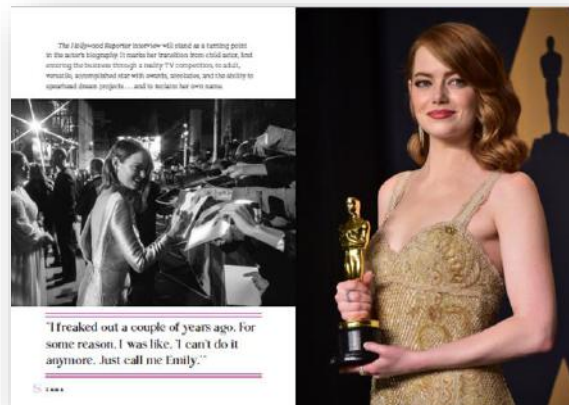 The Hollywood Reporter interview will stand as a turning point
in the actor's biography. It marks her transition from child actor, first
entering the business through a reality TV competition, to adult,
versatile, accomplished star with awards, accolades, and the ability to
spearhead dream projects . . . and to reclaim her own name.
"I freaked out a couple of years ago. For
some reason, I was like, 'I can't do it
anymore. Just call me Emily.'"